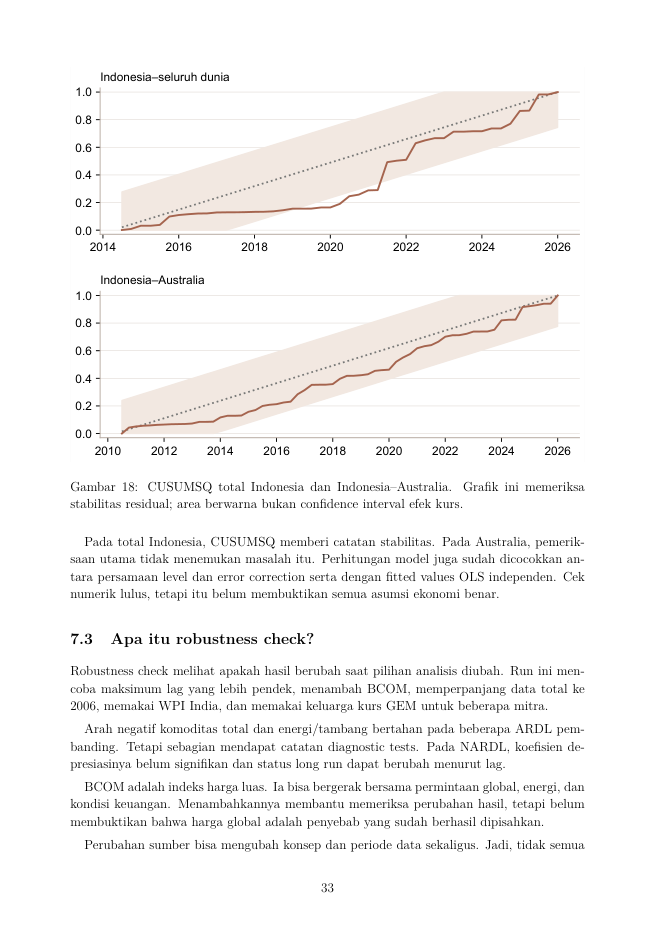 Indonesia–seluruh dunia
1.0
0.8
0.6
0.4
0.2
0.0
2014 2016 2018 2020 2022 2024 2026
Indonesia–Australia
1.0
0.8
0.6
0.4
0.2
0.0
2010 2012 2014 2016 2018 2020 2022 2024 2026
Gambar 18: CUSUMSQ total Indonesia dan Indonesia–Australia. Grafik ini memeriksa
stabilitas residual; area berwarna bukan confidence interval efek kurs.
Pada total Indonesia, CUSUMSQ memberi catatan stabilitas. Pada Australia, pemerik-
saan utama tidak menemukan masalah itu. Perhitungan model juga sudah dicocokkan an-
tara persamaan level dan error correction serta dengan fitted values OLS independen. Cek
numerik lulus, tetapi itu belum membuktikan semua asumsi ekonomi benar.
7.3 Apa itu robustness check?
Robustness check melihat apakah hasil berubah saat pilihan analisis diubah. Run ini men-
coba maksimum lag yang lebih pendek, menambah BCOM, memperpanjang data total ke
2006, memakai WPI India, dan memakai keluarga kurs GEM untuk beberapa mitra.
Arah negatif komoditas total dan energi/tambang bertahan pada beberapa ARDL pem-
banding. Tetapi sebagian mendapat catatan diagnostic tests. Pada NARDL, koefisien de-
presiasinya belum signifikan dan status long run dapat berubah menurut lag.
BCOM adalah indeks harga luas. Ia bisa bergerak bersama permintaan global, energi, dan
kondisi keuangan. Menambahkannya membantu memeriksa perubahan hasil, tetapi belum
membuktikan bahwa harga global adalah penyebab yang sudah berhasil dipisahkan.
Perubahan sumber bisa mengubah konsep dan periode data sekaligus. Jadi, tidak semua
33